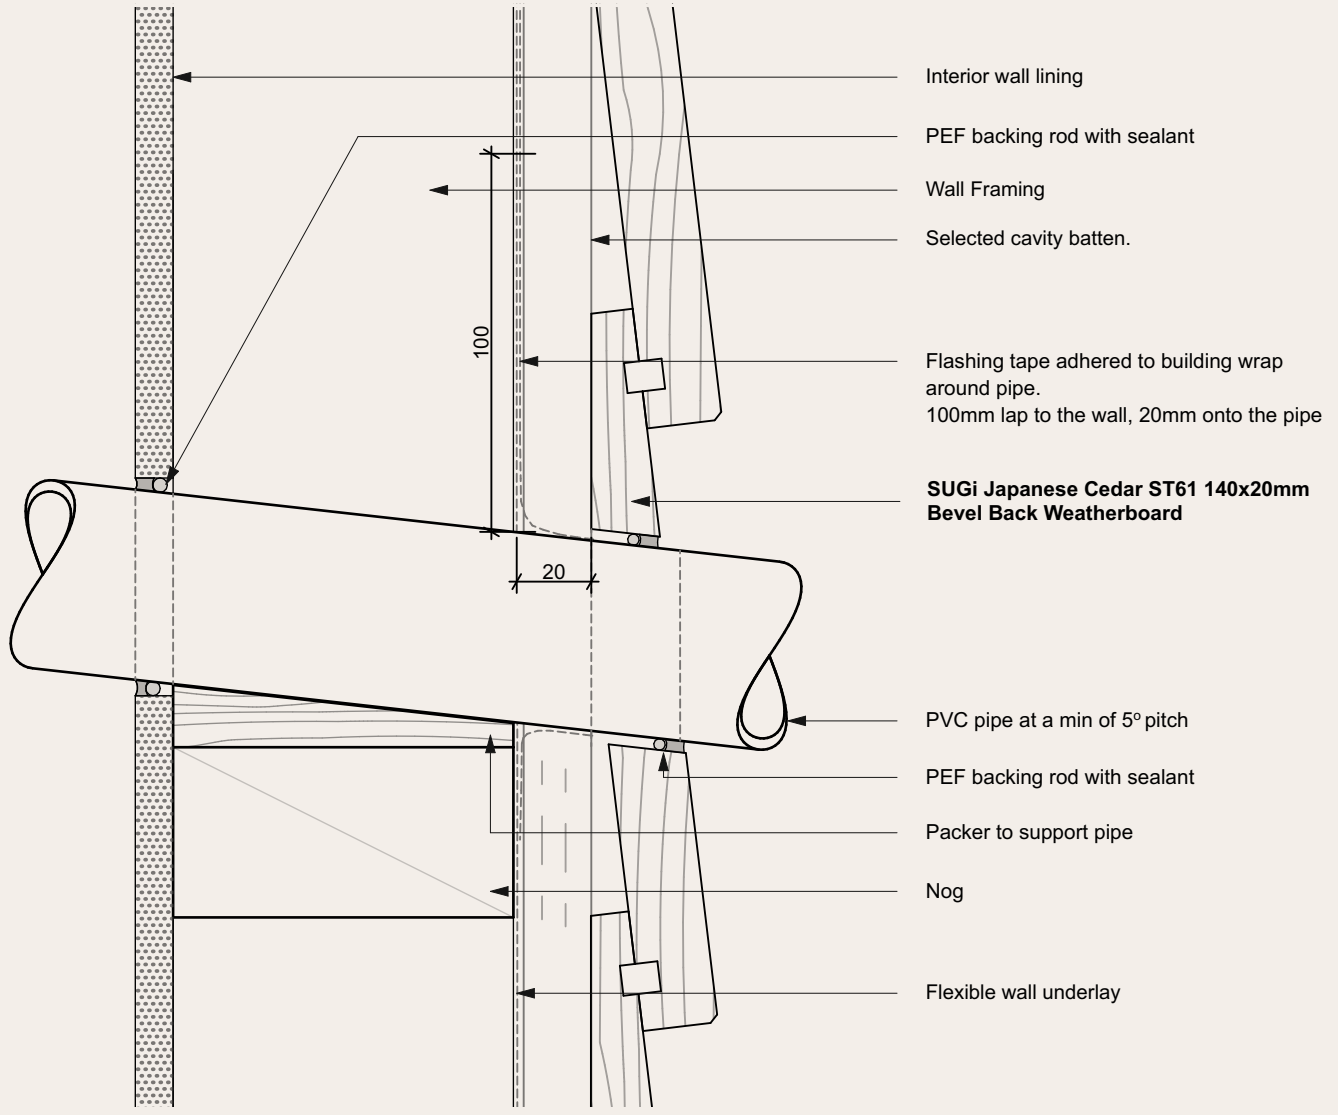 Interior wall lining
PEF backing rod with sealant
Wall Framing
Selected cavity batten.
100
Flashing tape adhered to building wrap
around pipe.
100mm lap to the wall, 20mm onto the pipe
SUGi Japanese Cedar ST61 140x20mm
Bevel Back Weatherboard
20
PVC pipe at a min of 5º pitch
PEF backing rod with sealant
Packer to support pipe
Nog
Flexible wall underlay